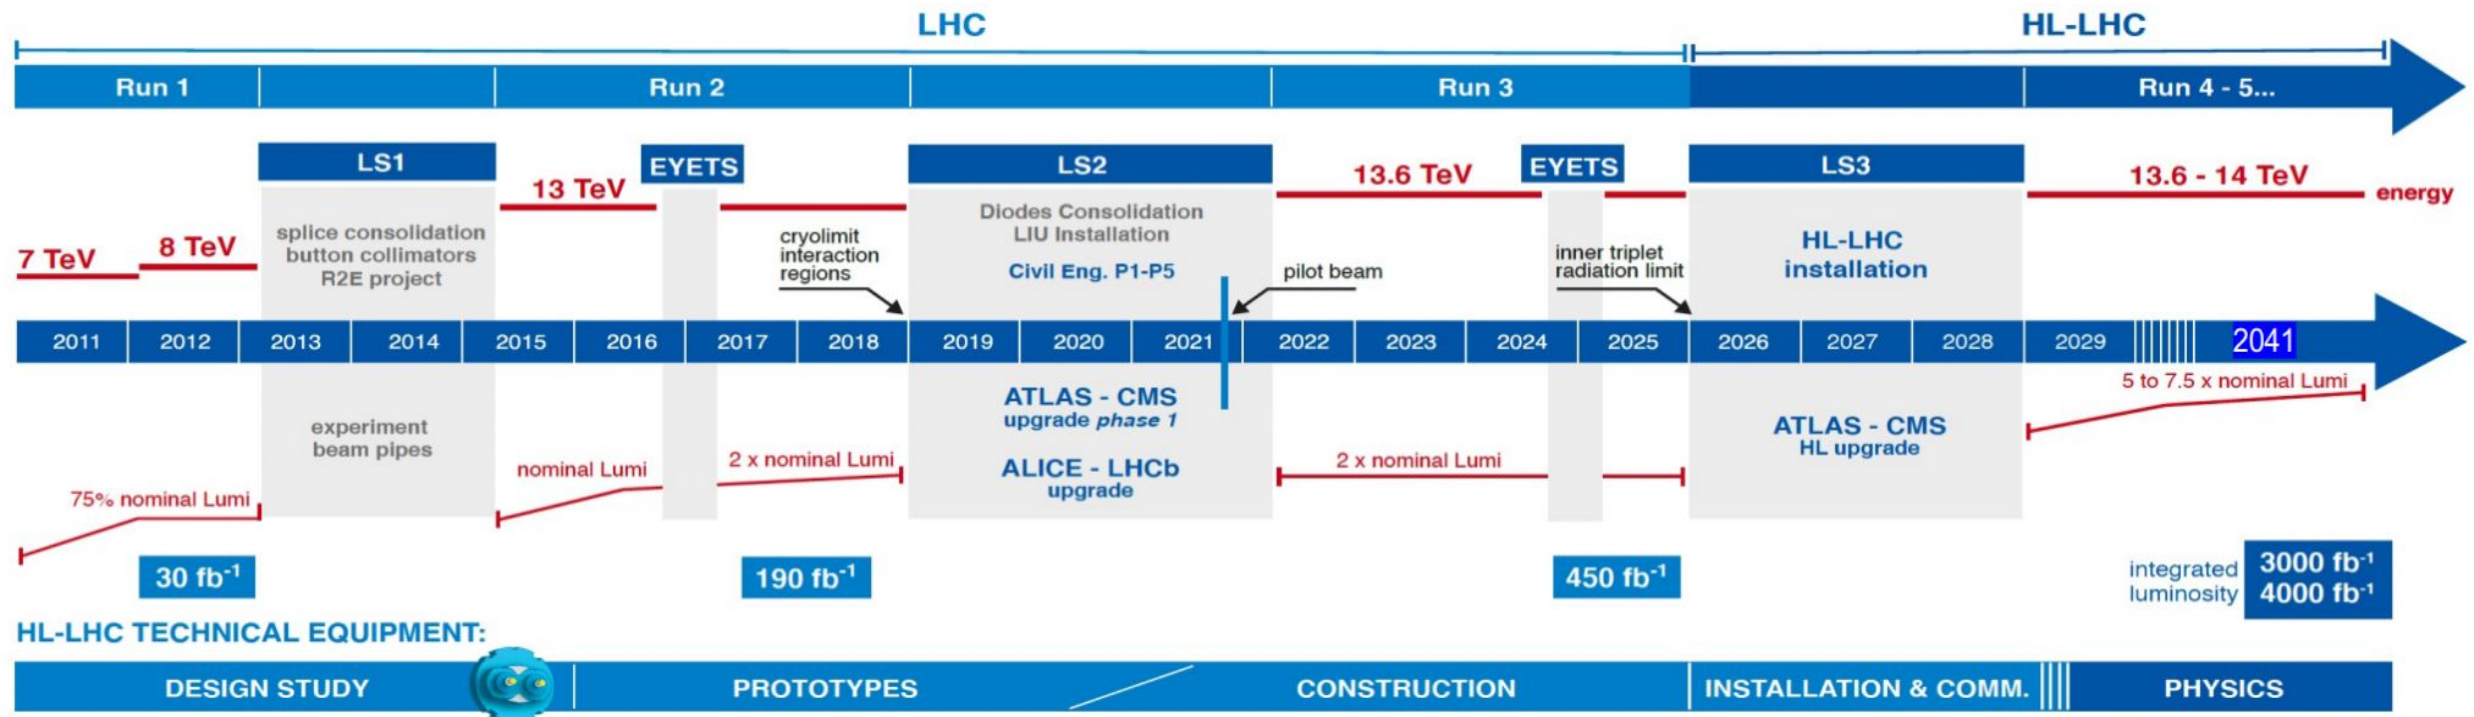 LHC
HL-LHC
Run 1
Run 2
Run 3
Run 4 - 5...
LS1
EYETS
LS2
EYETS
LS3
13 TeV
13.6 TeV
13.6 - 14 TeV
energy
7 TeV
8 TeV
splice consolidation
button collimators
R2E project
cryolimit
interaction
regions
Diodes Consolidation
LIU Installation
Civil Eng. P1-P5
pilot beam
inner triplet
radiation limit
HL-LHC
installation
2011
2012
2013
2014
2015
2016
2017
2018
2019
2020
2021
2022
2023
2024
2025
2026
2027
2028
2029
2041
experiment
beam pipes
75% nominal Lumi
nominal Lumi
2 x nominal Lumi
ATLAS - CMS
upgrade phase 1
ALICE - LHCb
upgrade
2 x nominal Lumi
ATLAS - CMS
HL upgrade
5 to 7.5 x nominal Lumi
30 fb⁻¹
190 fb⁻¹
450 fb⁻¹
integrated
luminosity
3000 fb⁻¹
4000 fb⁻¹
HL-LHC TECHNICAL EQUIPMENT:
DESIGN STUDY
PROTOTYPES
CONSTRUCTION
INSTALLATION & COMM.
PHYSICS